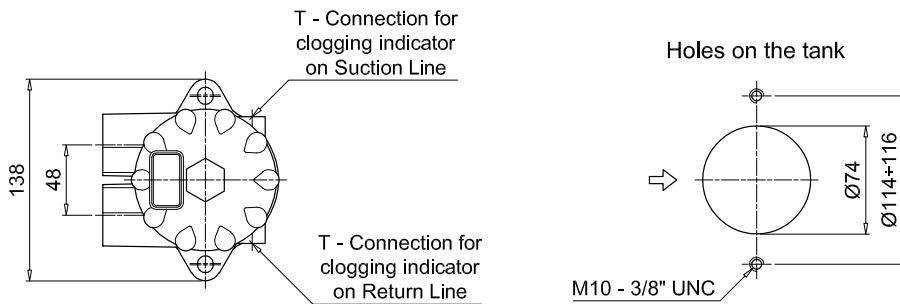 T - Connection for
clogging indicator
on Suction Line
138
48
T - Connection for
clogging indicator
on Return Line
Holes on the tank
Ø74
Ø114÷116
M10 - 3/8" UNC